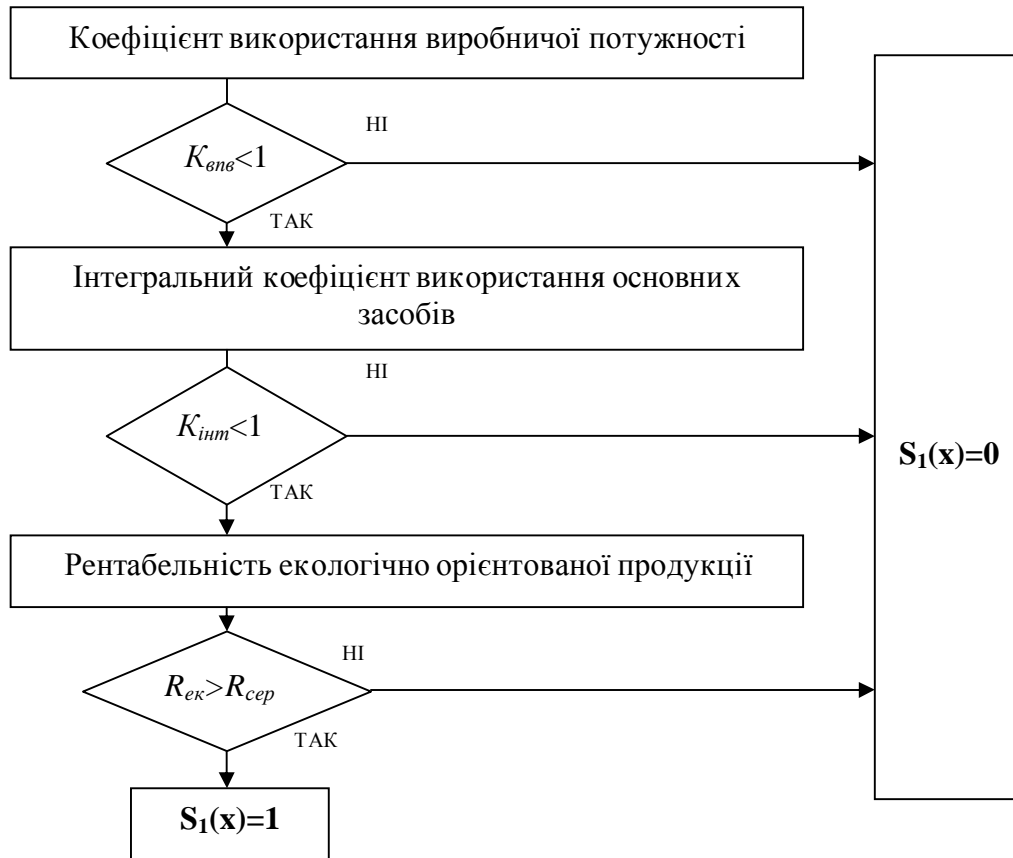 Коефіцієнт використання виробничої потужності
НІ
Kвпв<1
ТАК
Інтегральний коефіцієнт використання основних
засобів
НІ
Kінт<1
S₁(x)=0
ТАК
Рентабельність екологічно орієнтованої продукції
НІ
Rек>Rсер
ТАК
S₁(x)=1